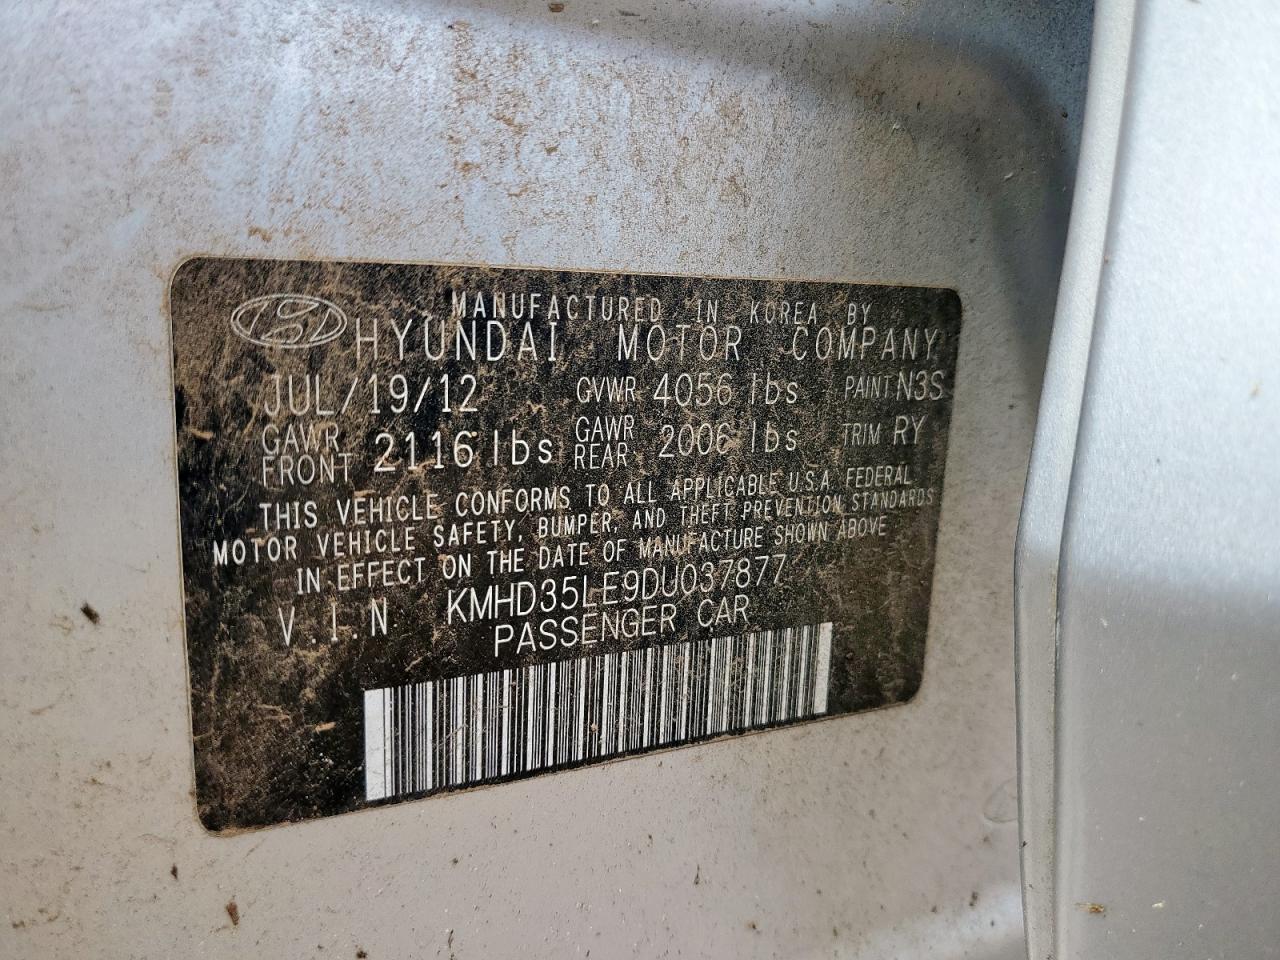 MANUFACTURED IN KOREA BY
HYUNDAI MOTOR COMPANY
JUL/19/12 GVWR 4056 lbs PAINT N3S
GAWR FRONT 2116 lbs GAWR REAR 2006 lbs TRIM RY
THIS VEHICLE CONFORMS TO ALL APPLICABLE U.S.A. FEDERAL
MOTOR VEHICLE SAFETY, BUMPER, AND THEFT PREVENTION STANDARDS
IN EFFECT ON THE DATE OF MANUFACTURE SHOWN ABOVE
V.I.N. KMHD35LE9DU037877
PASSENGER CAR